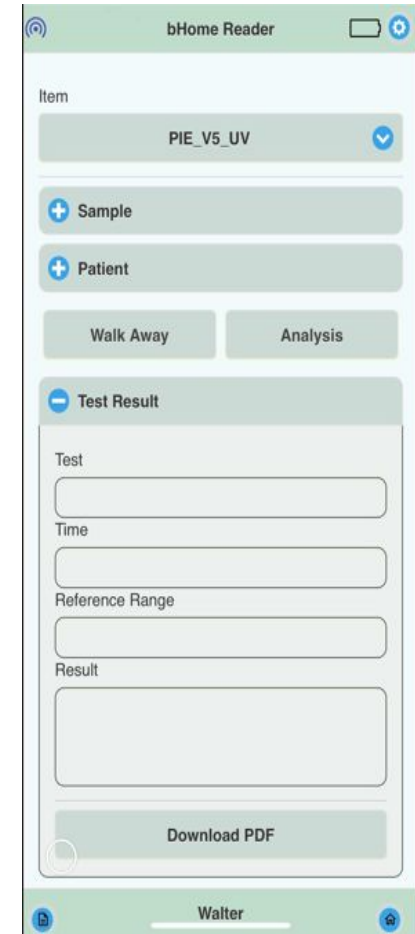 bHome Reader
Item
PIE_V5_UV
Sample
Patient
Walk Away Analysis
Test Result
Test
Time
Reference Range
Result
Download PDF
Walter